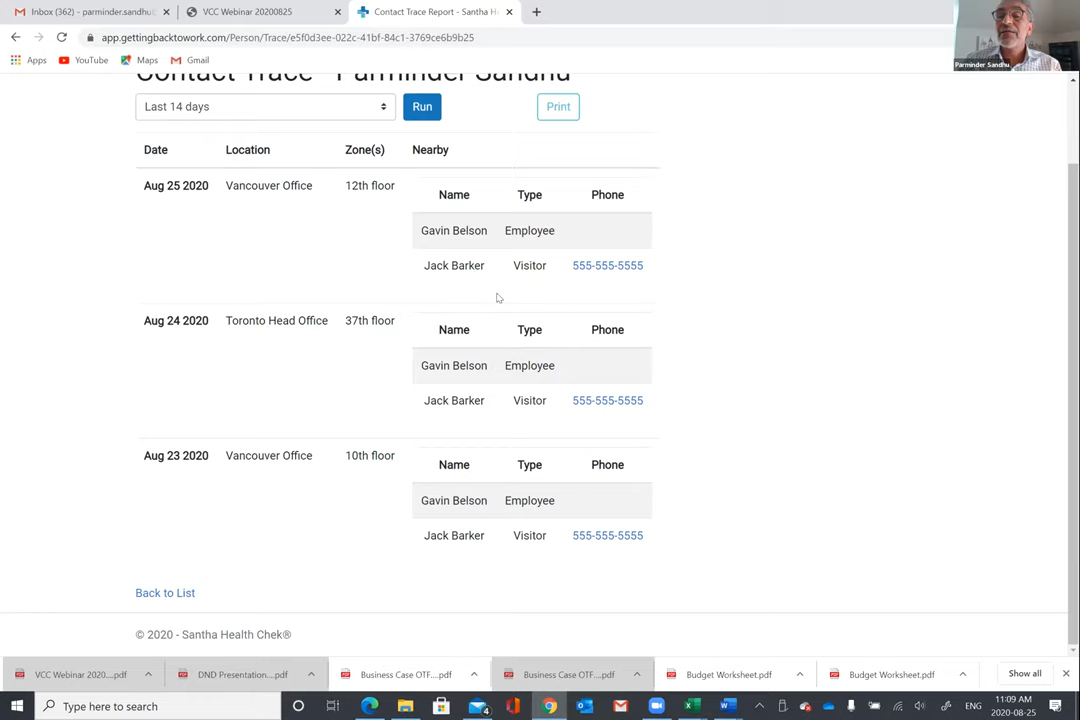 Inbox (362) - parminder.sandhu
VCC Webinar 20200825
Contact Trace Report - Santha H
app.gettingbacktowork.com/Person/Trace/e5f0d3ee-022c-41bf-84c1-3769ce6b9b25
Apps YouTube Maps Gmail
Parminder Sandhu
Contact Trace - Parminder Sandhu
Last 14 days Run Print
Date Location Zone(s) Nearby
Aug 25 2020 Vancouver Office 12th floor
Name Type Phone
Gavin Belson Employee
Jack Barker Visitor 555-555-5555
Aug 24 2020 Toronto Head Office 37th floor
Name Type Phone
Gavin Belson Employee
Jack Barker Visitor 555-555-5555
Aug 23 2020 Vancouver Office 10th floor
Name Type Phone
Gavin Belson Employee
Jack Barker Visitor 555-555-5555
Back to List
© 2020 - Santha Health Chek®
VCC Webinar 2020....pdf DND Presentation....pdf Business Case OTF....pdf Business Case OTF....pdf Budget Worksheet.pdf Budget Worksheet.pdf Show all
Type here to search
ENG
11:09 AM
2020-08-25